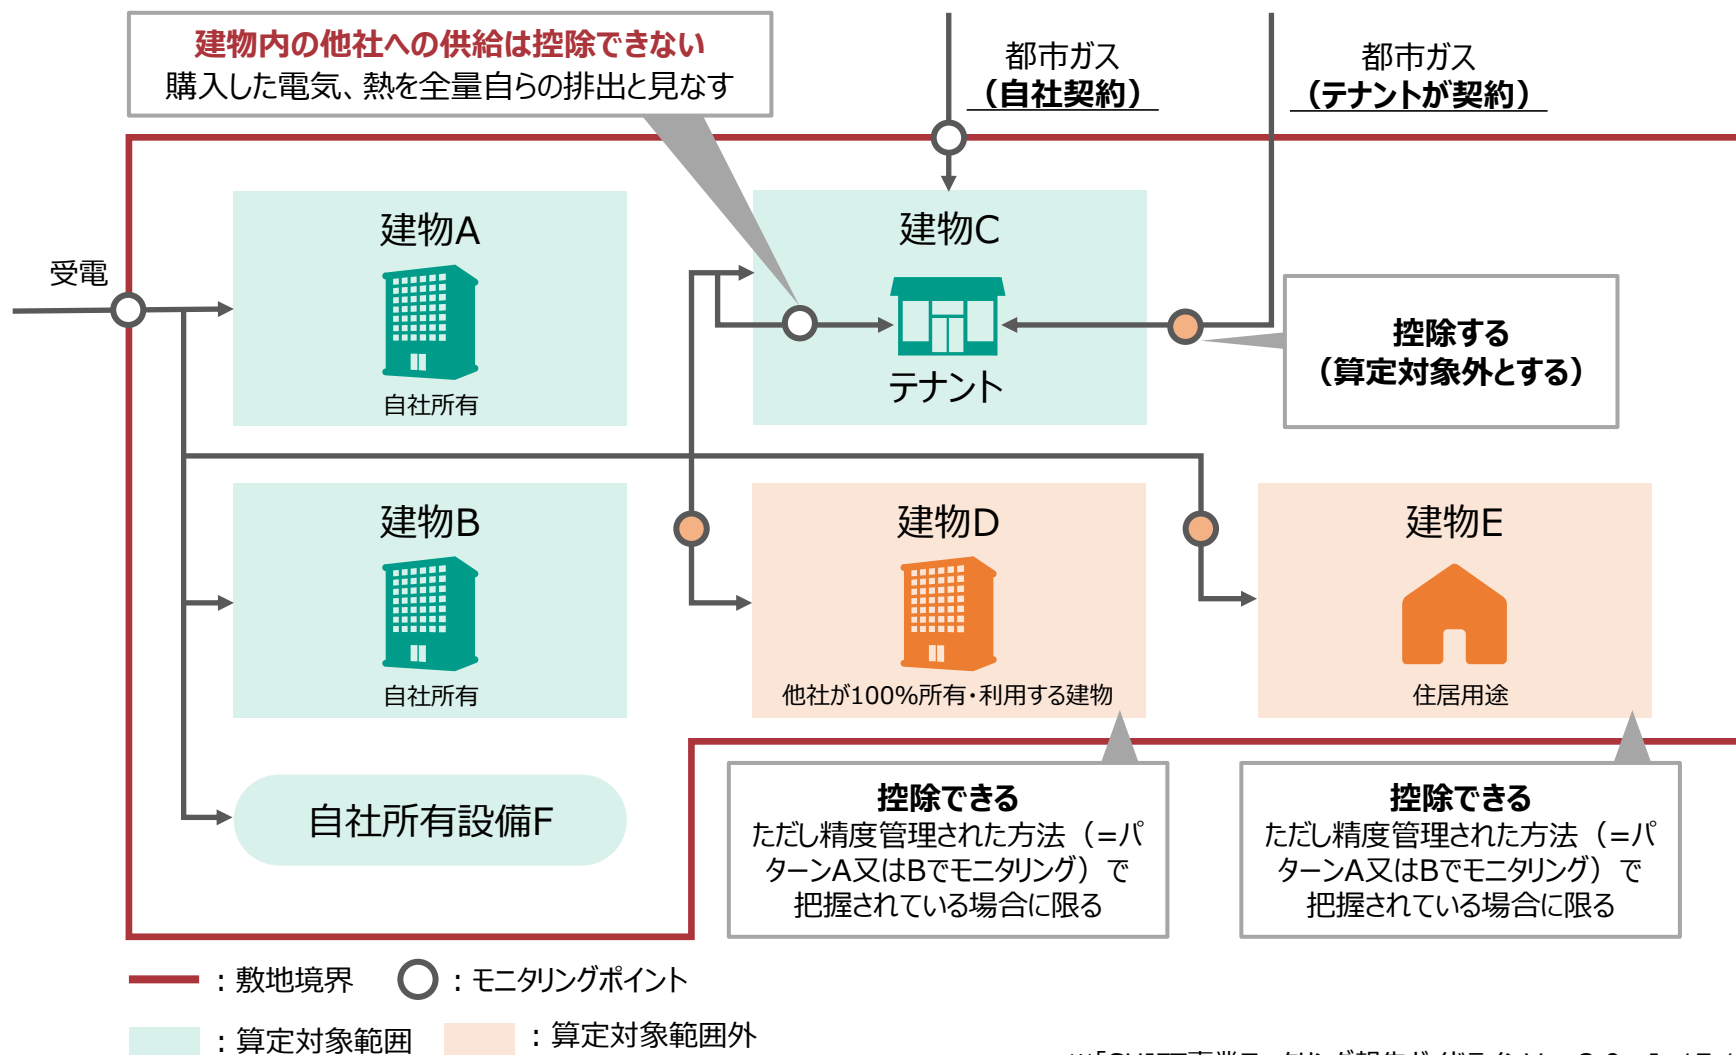 建物内の他社への供給は控除できない
購入した電気、熱を全量自らの排出と見なす
都市ガス
（自社契約）
都市ガス
（テナントが契約）
受電
建物A
自社所有
建物C
テナント
控除する
（算定対象外とする）
建物B
自社所有
建物D
他社が100%所有・利用する建物
建物E
住居用途
自社所有設備F
控除できる
ただし精度管理された方法（=パ
ターンA又はBでモニタリング）で
把握されている場合に限る
控除できる
ただし精度管理された方法（=パ
ターンA又はBでモニタリング）で
把握されている場合に限る
：敷地境界
：モニタリングポイント
：算定対象範囲
：算定対象範囲外